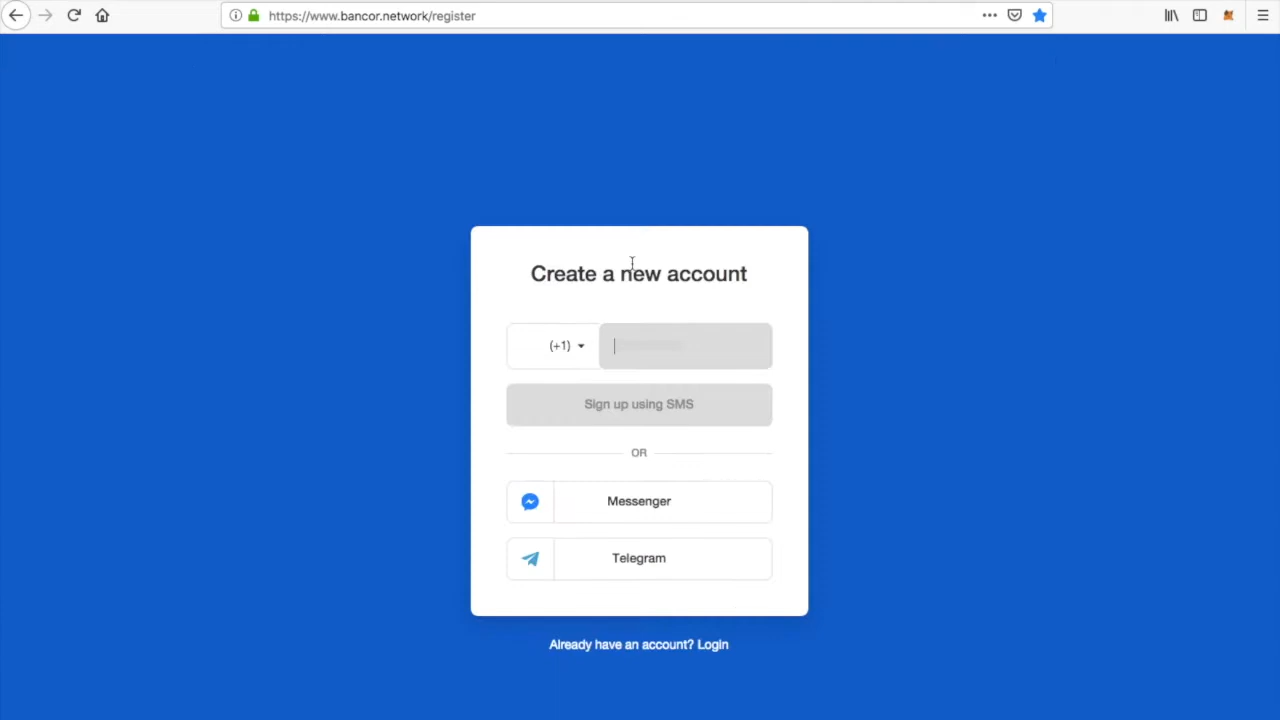 https://www.bancor.network/register
Create a new account
(+1)
Sign up using SMS
OR
Messenger
Telegram
Already have an account? Login